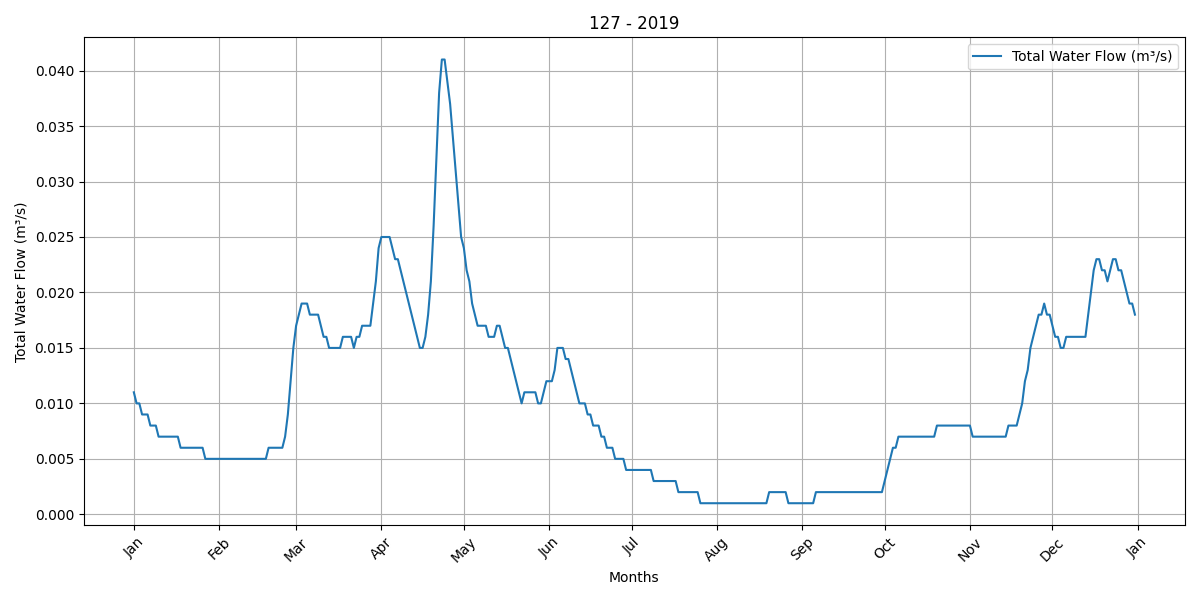 127 - 2019
Total Water Flow (m³/s)
Total Water Flow (m³/s)
0.040
0.035
0.030
0.025
0.020
0.015
0.010
0.005
0.000
Jan Feb Mar Apr May Jun Jul Aug Sep Oct Nov Dec Jan
Months